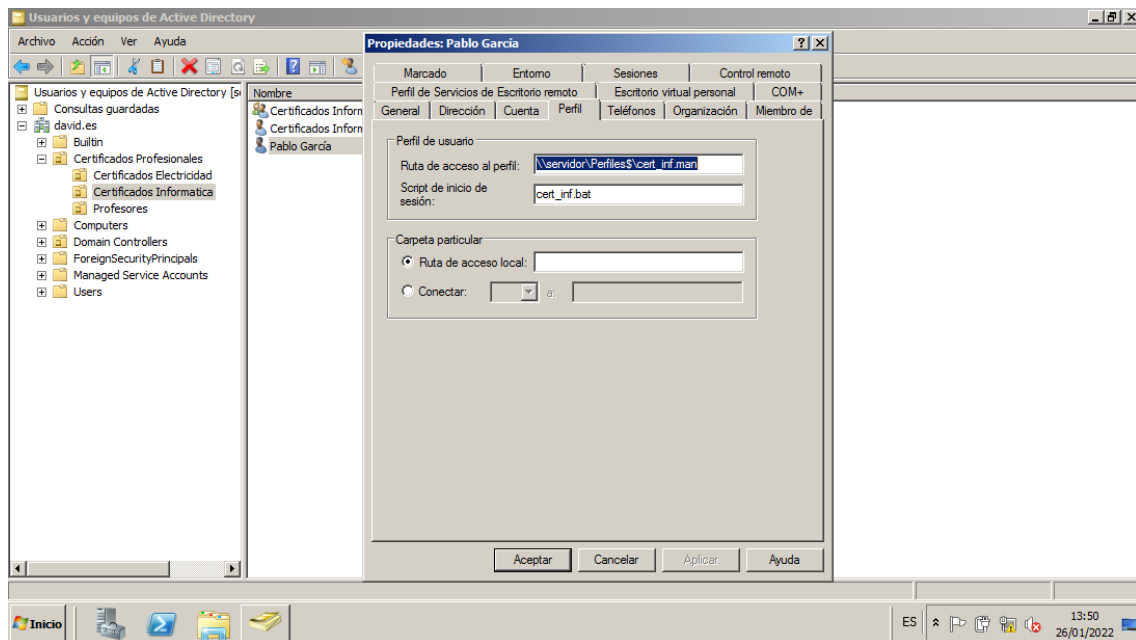 Usuarios y equipos de Active Directory
Archivo Acción Ver Ayuda
Usuarios y equipos de Active Directory [s
Consultas guardadas
david.es
Builtin
Certificados Profesionales
Certificados Electricidad
Certificados Informatica
Profesores
Computers
Domain Controllers
ForeignSecurityPrincipals
Managed Service Accounts
Users
Nombre
Certificados Inform
Certificados Inform
Pablo García
Propiedades: Pablo García
Marcado Entorno Sesiones Control remoto
Perfil de Servicios de Escritorio remoto Escritorio virtual personal COM+
General Dirección Cuenta Perfil Teléfonos Organización Miembro de
Perfil de usuario
Ruta de acceso al perfil: \\servidor\Perfiles$\cert_inf.man
Script de inicio de
sesión: cert_inf.bat
Carpeta particular
Ruta de acceso local:
Conectar: a:
Aceptar Cancelar Aplicar Ayuda
Inicio
ES
13:50
26/01/2022